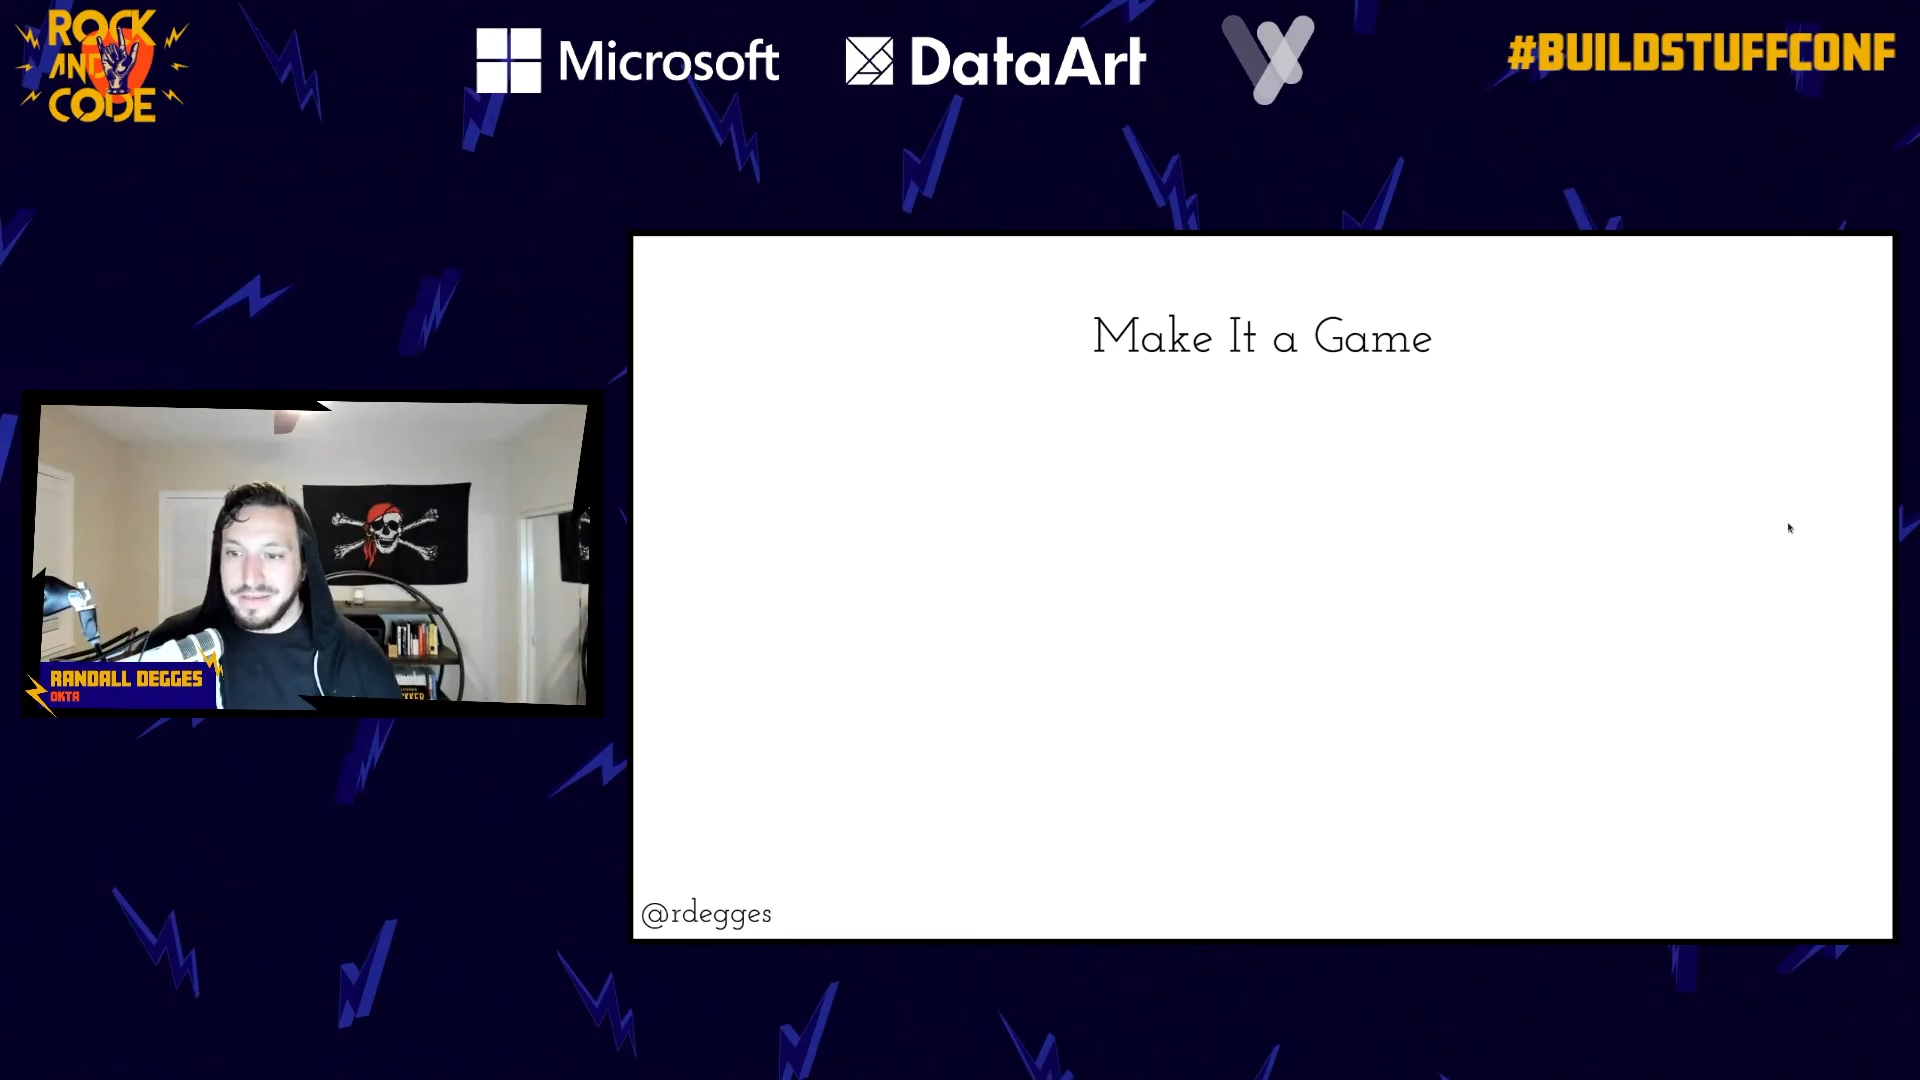 ROCK
AND
CODE
Microsoft
DataArt
#BUILDSTUFFCONF
Make It a Game
RANDALL DEGGES
OKTA
@rdegges